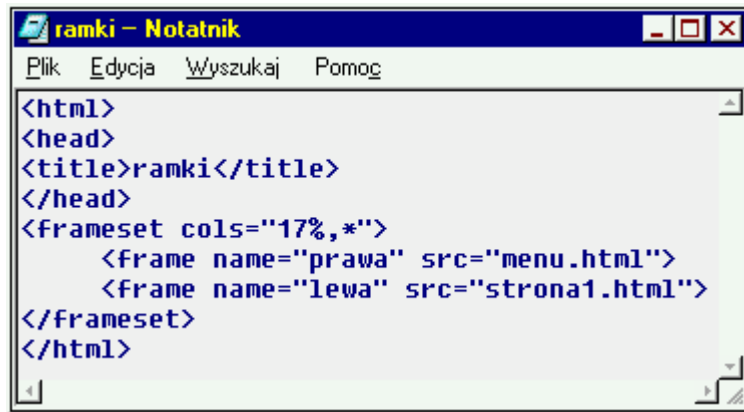 ramki – Notatnik
Plik Edycja Wyszukaj Pomoc
<html>
<head>
<title>ramki</title>
</head>
<frameset cols="17%,*">
<frame name="prawa" src="menu.html">
<frame name="lewa" src="strona1.html">
</frameset>
</html>